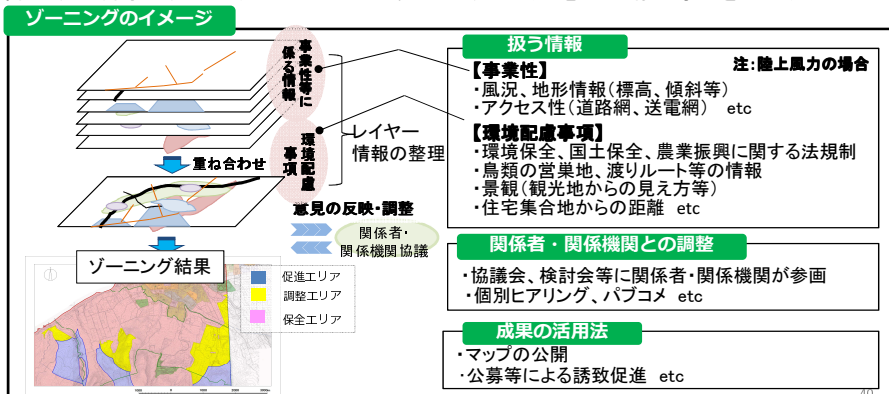 ゾーニングのイメージ
事業性等に
係る情報
環境配慮
事項
レイヤー
情報の整理
重ね合わせ
意見の反映・調整
関係者・
関係機関協議
ゾーニング結果
促進エリア
調整エリア
保全エリア
扱う情報
注:陸上風力の場合
【事業性】
・風況、地形情報(標高、傾斜等)
・アクセス性(道路網、送電網) etc
【環境配慮事項】
・環境保全、国土保全、農業振興に関する法規制
・鳥類の営巣地、渡りルート等の情報
・景観(観光地からの見え方等)
・住宅集合地からの距離 etc
関係者・関係機関との調整
・協議会、検討会等に関係者・関係機関が参画
・個別ヒアリング、パブコメ etc
成果の活用法
・マップの公開
・公募等による誘致促進 etc